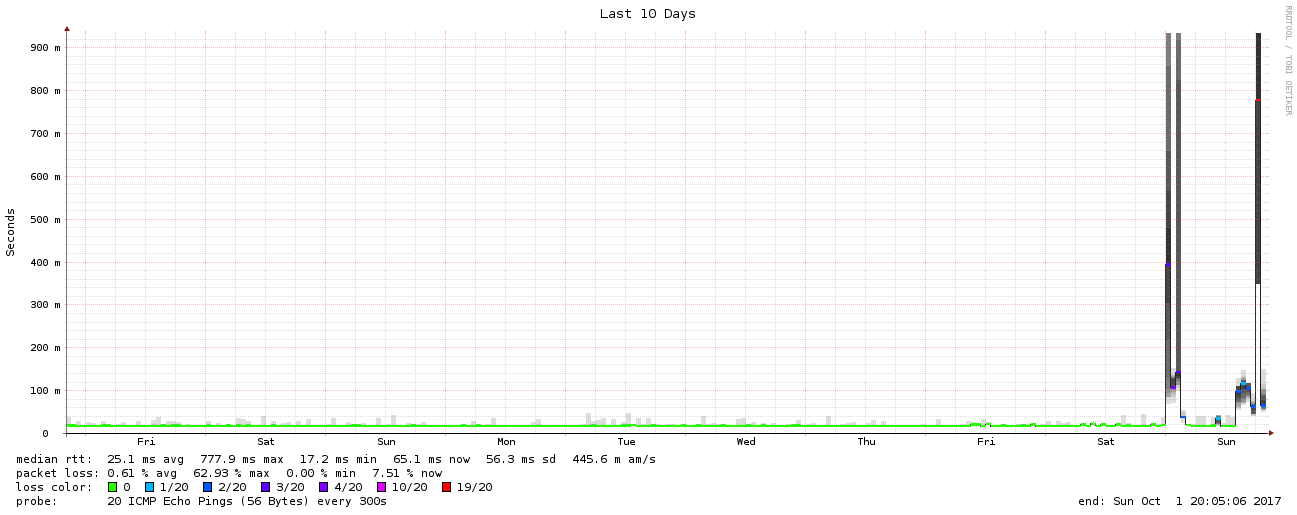 Last 10 Days
RRDTOOL / TOBI OETIKER
Seconds
900 m
800 m
700 m
600 m
500 m
400 m
300 m
200 m
100 m
0
Fri Sat Sun Mon Tue Wed Thu Fri Sat Sun
median rtt: 25.1 ms avg 777.9 ms max 17.2 ms min 65.1 ms now 56.3 ms sd 445.6 m am/s
packet loss: 0.61 % avg 62.93 % max 0.00 % min 7.51 % now
loss color: 0 1/20 2/20 3/20 4/20 10/20 19/20
probe: 20 ICMP Echo Pings (56 Bytes) every 300s end: Sun Oct 1 20:05:06 2017